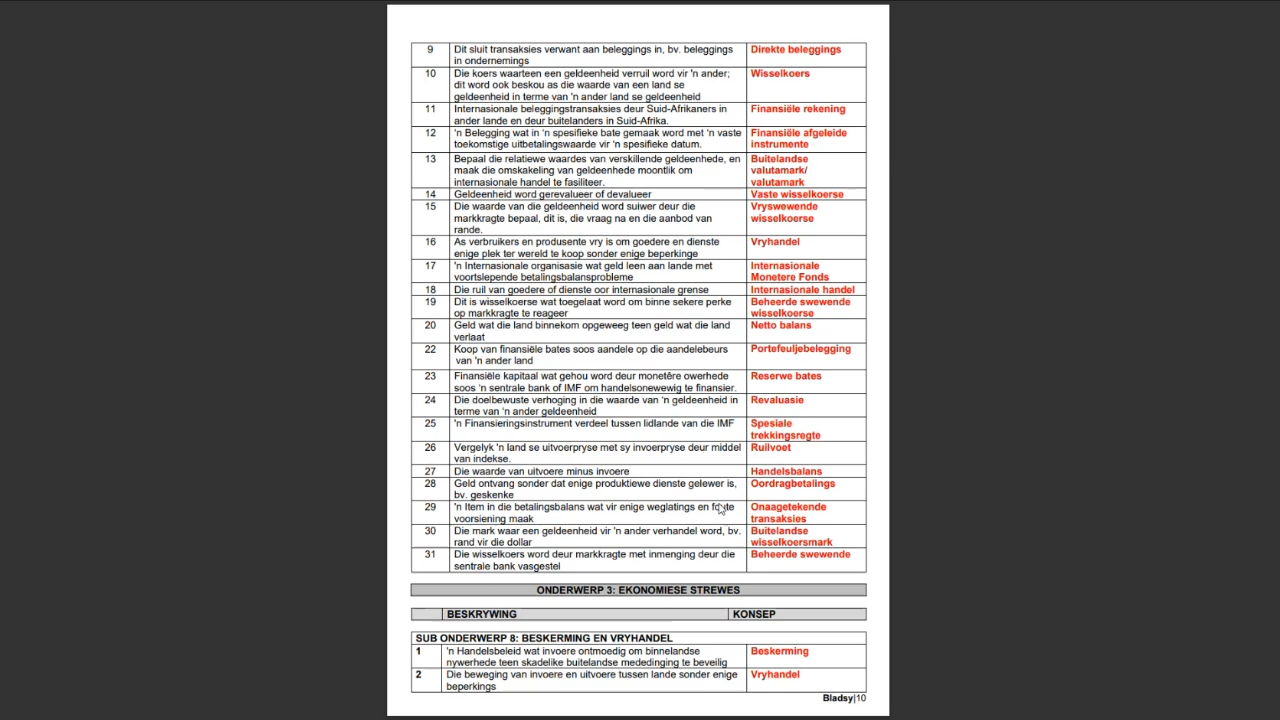 9 Dit sluit transaksies verwant aan beleggings in, bv. beleggings Direkte beleggings
in ondernemings
10 Die koers waarteen een geldeenheid verruil word vir 'n ander; Wisselkoers
dit word ook beskou as die waarde van een land se
geldeenheid in terme van 'n ander land se geldeenheid
11 Internasionale beleggingstransaksies deur Suid-Afrikaners in Finansiële rekening
ander lande en deur buitelanders in Suid-Afrika.
12 'n Belegging wat in 'n spesifieke bate gemaak word met 'n vaste Finansiële afgeleide
toekomstige uitbetalingswaarde vir 'n spesifieke datum. instrumente
13 Bepaal die relatiewe waardes van verskillende geldeenhede, en Buitelandse
maak die omskakeling van geldeenhede moontlik om valutamark/
internasionale handel te fasiliteer. valutamark
14 Geldeenheid word gerevalueer of devalueer Vaste wisselkoerse
15 Die waarde van die geldeenheid word suiwer deur die Vryswewende
markkragte bepaal, dit is, die vraag na en die aanbod van wisselkoerse
rande.
16 As verbruikers en produsente vry is om goedere en dienste Vryhandel
enige plek ter wereld te koop sonder enige beperkinge
17 'n Internasionale organisasie wat geld leen aan lande met Internasionale
voortslepende betalingsbalansprobleme Monetere Fonds
18 Die ruil van goedere of dienste oor internasionale grense Internasionale handel
19 Dit is wisselkoerse wat toegelaat word om binne sekere perke Beheerde swewende
op markkragte te reageer wisselkoerse
20 Geld wat die land binnekom opgeweeg teen geld wat die land Netto balans
verlaat
22 Koop van finansiële bates soos aandele op die aandelebeurs Portefeuljebelegging
van 'n ander land
23 Finansiële kapitaal wat gehou word deur monetêre owerhede Reserwe bates
soos 'n sentrale bank of IMF om handelsonewewig te finansier.
24 Die doelbewuste verhoging in die waarde van 'n geldeenheid in Revaluasie
terme van 'n ander geldeenheid
25 'n Finansieringsinstrument verdeel tussen lidlande van die IMF Spesiale
trekkingsregte
26 Vergelyk 'n land se uitvoerpryse met sy invoerpryse deur middel Ruilvoet
van indekse.
27 Die waarde van uitvoere minus invoere Handelsbalans
28 Geld ontvang sonder dat enige produktiewe dienste gelewer is, Oordragbetalings
bv. geskenke
29 'n Item in die betalingsbalans wat vir enige weglatings en foute Onaagetekende
voorsiening maak transaksies
30 Die mark waar een geldeenheid vir 'n ander verhandel word, bv. Buitelandse
rand vir die dollar wisselkoersmark
31 Die wisselkoers word deur markkragte met inmenging deur die Beheerde swewende
sentrale bank vasgestel
ONDERWERP 3: EKONOMIESE STREWES
BESKRYWING KONSEP
SUB ONDERWERP 8: BESKERMING EN VRYHANDEL
1 'n Handelsbeleid wat invoere ontmoedig om binnelandse Beskerming
nywerhede teen skadelike buitelandse mededinging te beveilig
2 Die beweging van invoere en uitvoere tussen lande sonder enige Vryhandel
beperkings
Bladsy|10